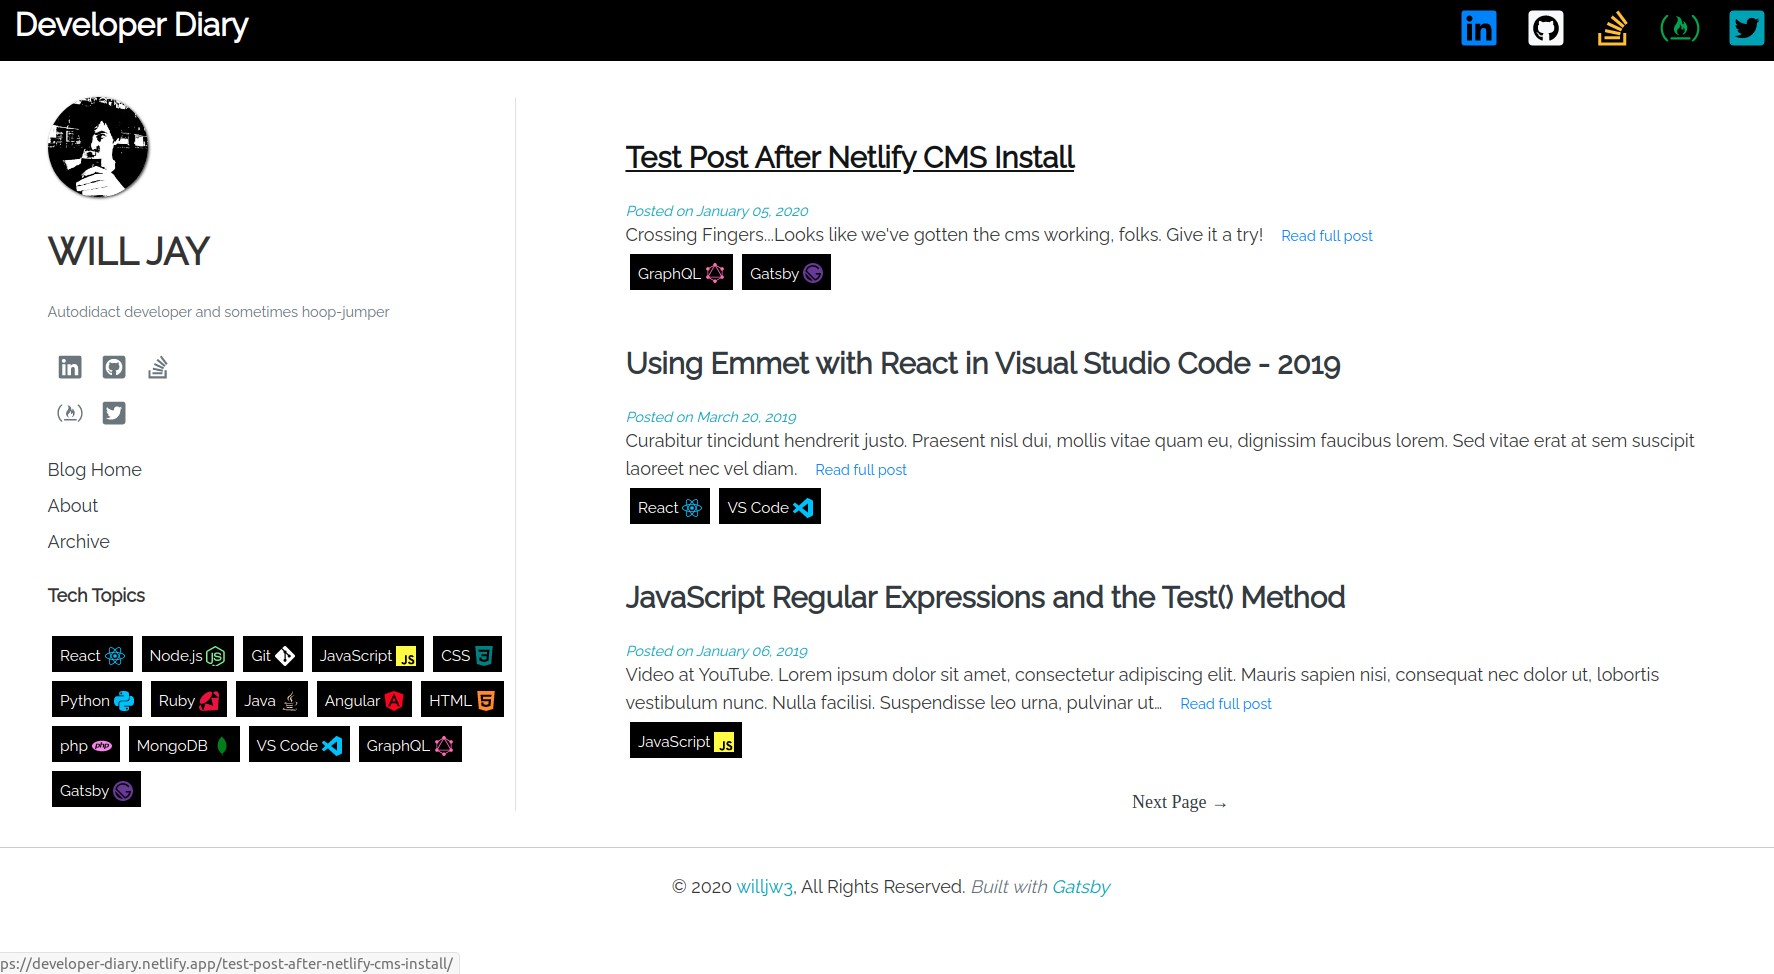 Developer Diary
WILL JAY
Autodidact developer and sometimes hoop-jumper
Blog Home
About
Archive
Tech Topics
React
Node.js
Git
JavaScript JS
CSS
Python
Ruby
Java
Angular
HTML
php php
MongoDB
VS Code
GraphQL
Gatsby
Test Post After Netlify CMS Install
Posted on January 05, 2020
Crossing Fingers...Looks like we've gotten the cms working, folks. Give it a try! Read full post
GraphQL
Gatsby
Using Emmet with React in Visual Studio Code - 2019
Posted on March 20, 2019
Curabitur tincidunt hendrerit justo. Praesent nisl dui, mollis vitae quam eu, dignissim faucibus lorem. Sed vitae erat at sem suscipit
laoreet nec vel diam. Read full post
React
VS Code
JavaScript Regular Expressions and the Test() Method
Posted on January 06, 2019
Video at YouTube. Lorem ipsum dolor sit amet, consectetur adipiscing elit. Mauris sapien nisi, consequat nec dolor ut, lobortis
vestibulum nunc. Nulla facilisi. Suspendisse leo urna, pulvinar ut… Read full post
JavaScript JS
Next Page →
© 2020 willjw3, All Rights Reserved. Built with Gatsby
ps://developer-diary.netlify.app/test-post-after-netlify-cms-install/